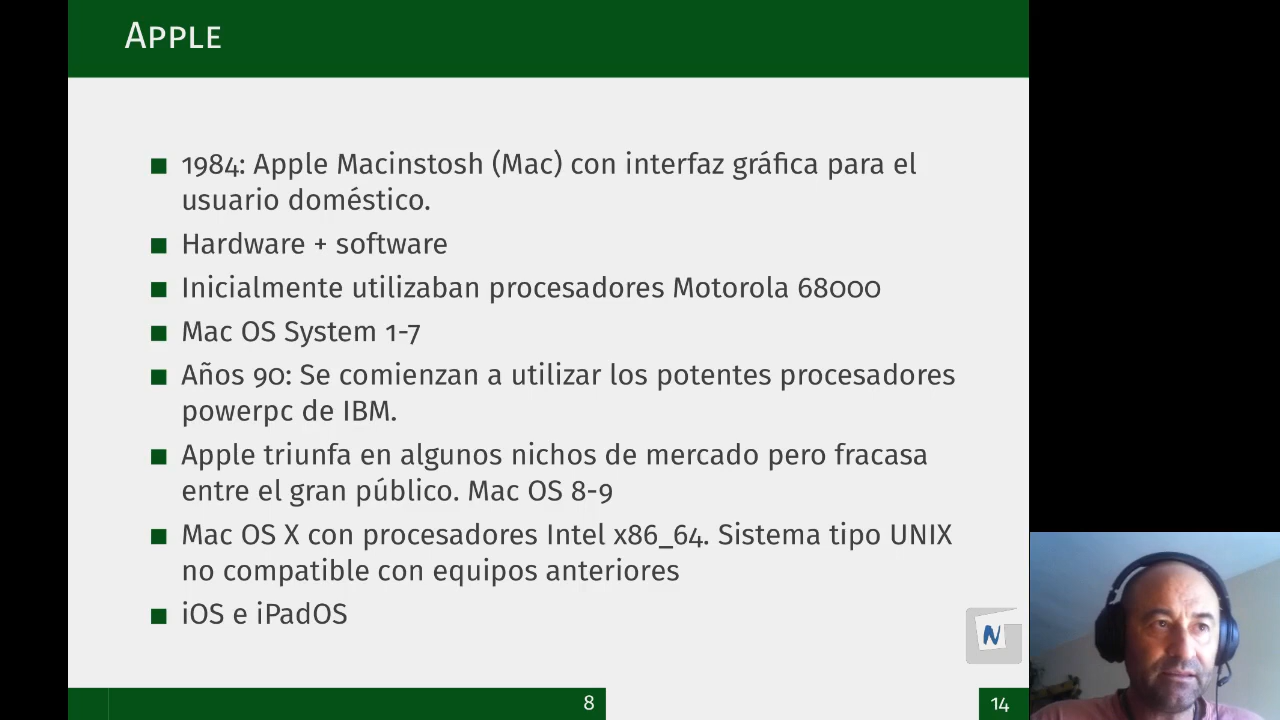 Apple
1984: Apple Macinstosh (Mac) con interfaz gráfica para el
usuario doméstico.
Hardware + software
Inicialmente utilizaban procesadores Motorola 68000
Mac OS System 1-7
Años 90: Se comienzan a utilizar los potentes procesadores
powerpc de IBM.
Apple triunfa en algunos nichos de mercado pero fracasa
entre el gran público. Mac OS 8-9
Mac OS X con procesadores Intel x86_64. Sistema tipo UNIX
no compatible con equipos anteriores
iOS e iPadOS
N
8
14